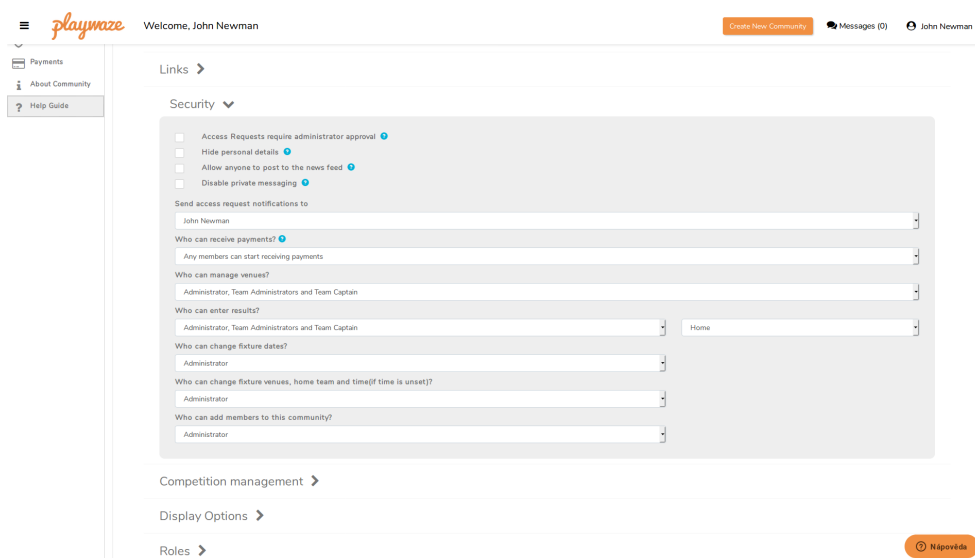 playwaze
Welcome, John Newman
Create New Community
Messages (0)
John Newman
Payments
About Community
Help Guide
Links
Security
Access Requests require administrator approval
Hide personal details
Allow anyone to post to the news feed
Disable private messaging
Send access request notifications to
John Newman
Who can receive payments?
Any members can start receiving payments
Who can manage venues?
Administrator, Team Administrators and Team Captain
Who can enter results?
Administrator, Team Administrators and Team Captain
Home
Who can change fixture dates?
Administrator
Who can change fixture venues, home team and time(if time is unset)?
Administrator
Who can add members to this community?
Administrator
Competition management
Display Options
Roles
Nápověda